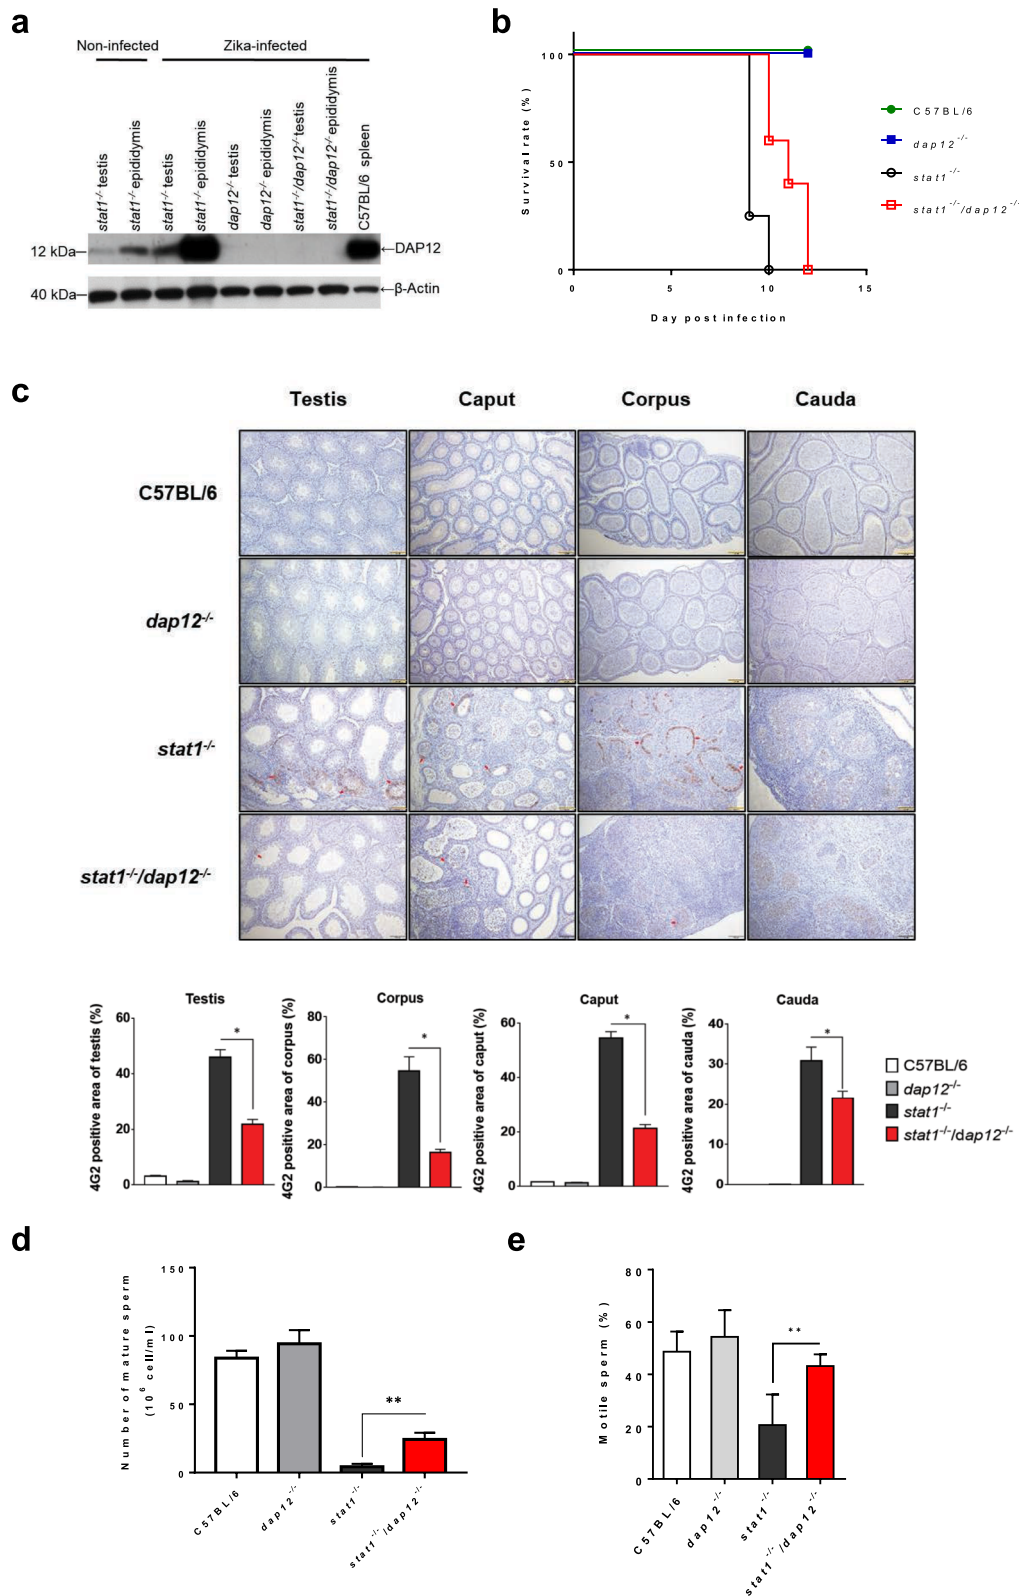 a
Non-infected
Zika-infected
stat1-/- testis
stat1-/- epididymis
stat1-/- testis
stat1-/- epididymis
dap12-/- testis
dap12-/- epididymis
stat1-/-/dap12-/- testis
stat1-/-/dap12-/- epididymis
C57BL/6 spleen
12 kDa
←DAP12
40 kDa
←β-Actin
b
Survival rate (%)
100
50
0
0 5 10 15
Day post infection
C57BL/6
dap12-/-
stat1-/-
stat1-/-/dap12-/-
c
Testis Caput Corpus Cauda
C57BL/6
dap12-/-
stat1-/-
stat1-/-/dap12-/-
Testis
4G2 positive area of testis (%)
60
40
20
0
*
Corpus
4G2 positive area of corpus (%)
80
60
40
20
0
*
Caput
4G2 positive area of caput (%)
60
40
20
0
*
Cauda
4G2 positive area of cauda (%)
40
30
20
10
0
*
C57BL/6
dap12-/-
stat1-/-
stat1-/-/dap12-/-
d
Number of mature sperm
(10^6 cell/ml)
150
100
50
0
**
C57BL/6
dap12-/-
stat1-/-
stat1-/-/dap12-/-
e
Motile sperm (%)
80
60
40
20
0
**
C57BL/6
dap12-/-
stat1-/-
stat1-/-/dap12-/-